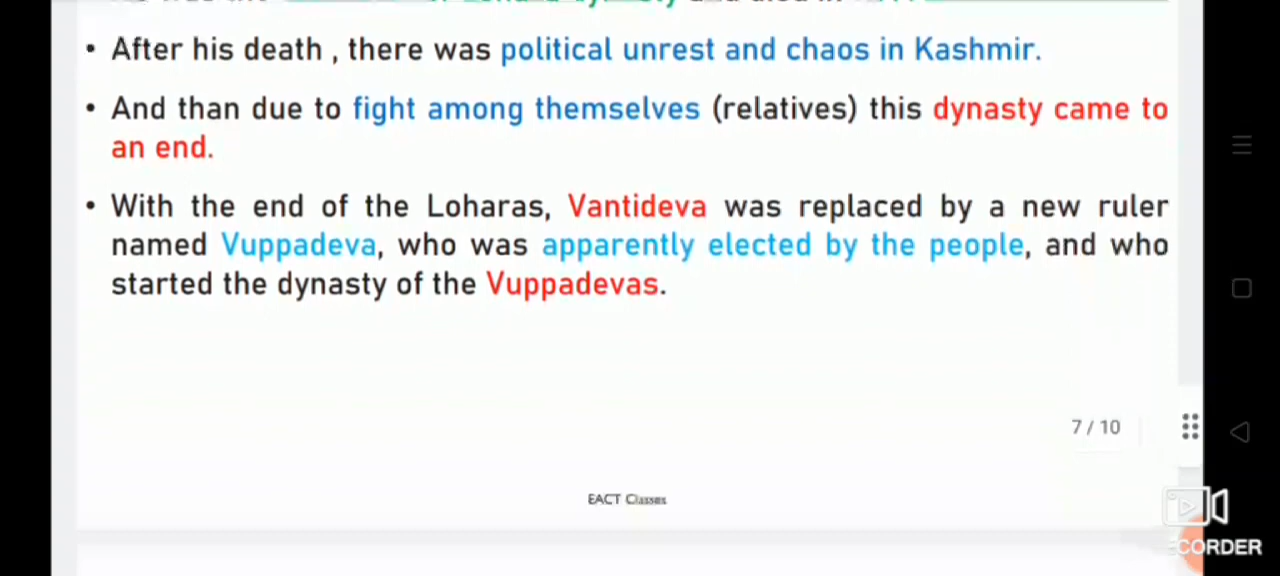 • After his death , there was political unrest and chaos in Kashmir.
• And than due to fight among themselves (relatives) this dynasty came to
an end.
• With the end of the Loharas, Vantideva was replaced by a new ruler
named Vuppadeva, who was apparently elected by the people, and who
started the dynasty of the Vuppadevas.
7 / 10
EACT Classes
CORDER